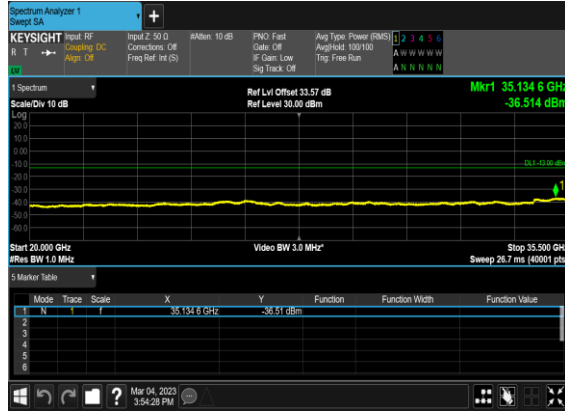 Spectrum Analyzer 1
Swept SA
KEYSIGHT Input: RF Input Z: 50 Ω #Atten: 10 dB PNO: Fast Avg Type: Power (RMS) 1 2 3 4 5 6
R T Coupling: DC Corrections: Off Gate: Off Avg|Hold: 100/100 A W W W W W
Align: Off Freq Ref: Int (S) IF Gain: Low Trig: Free Run
Sig Track: Off A N N N N N
1 Spectrum Ref Lvl Offset 33.57 dB Mkr1 35.134 6 GHz
Scale/Div 10 dB Ref Level 30.00 dBm -36.514 dBm
Log
20.0
10.0
0.00
-10.0 DL1 -13.00 dBm
-20.0
-30.0 1
-40.0
-50.0
-60.0
Start 20.000 GHz Video BW 3.0 MHz* Stop 35.500 GHz
#Res BW 1.0 MHz Sweep 26.7 ms (40001 pts)
5 Marker Table
Mode Trace Scale X Y Function Function Width Function Value
1 N 1 f 35.134 6 GHz -36.51 dBm
2
3
4
5
6
Mar 04, 2023
3:54:28 PM